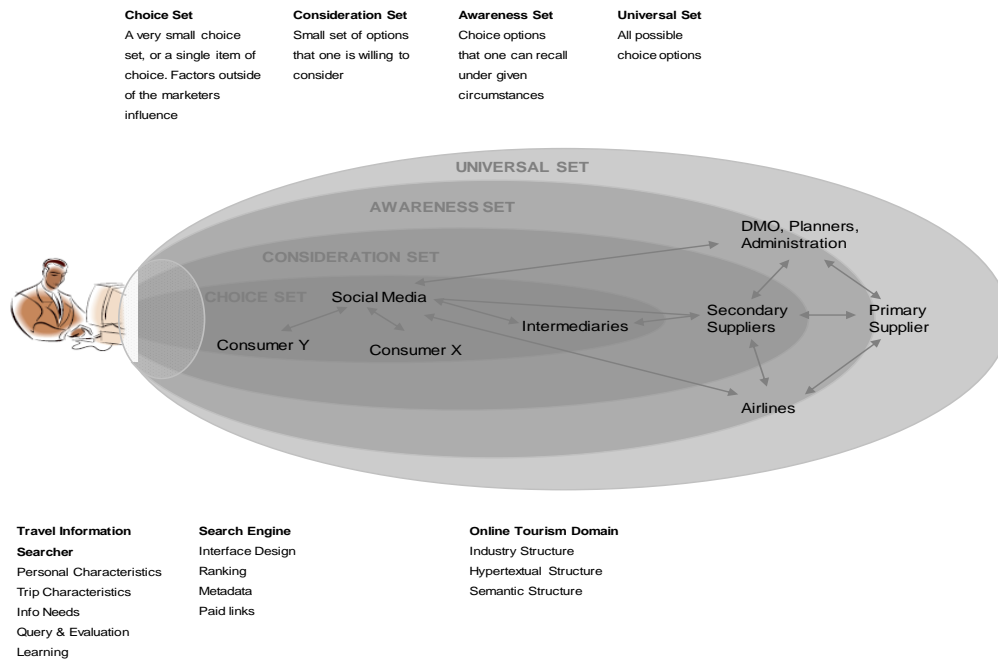 Choice Set
A very small choice
set, or a single item of
choice. Factors outside
of the marketers
influence
Consideration Set
Small set of options
that one is willing to
consider
Awareness Set
Choice options
that one can recall
under given
circumstances
Universal Set
All possible
choice options
UNIVERSAL SET
AWARENESS SET
CONSIDERATION SET
CHOICE SET
Social Media
Consumer Y
Consumer X
Intermediaries
DMO, Planners,
Administration
Secondary
Suppliers
Primary
Supplier
Airlines
Travel Information
Searcher
Personal Characteristics
Trip Characteristics
Info Needs
Query & Evaluation
Learning
Search Engine
Interface Design
Ranking
Metadata
Paid links
Online Tourism Domain
Industry Structure
Hypertextual Structure
Semantic Structure